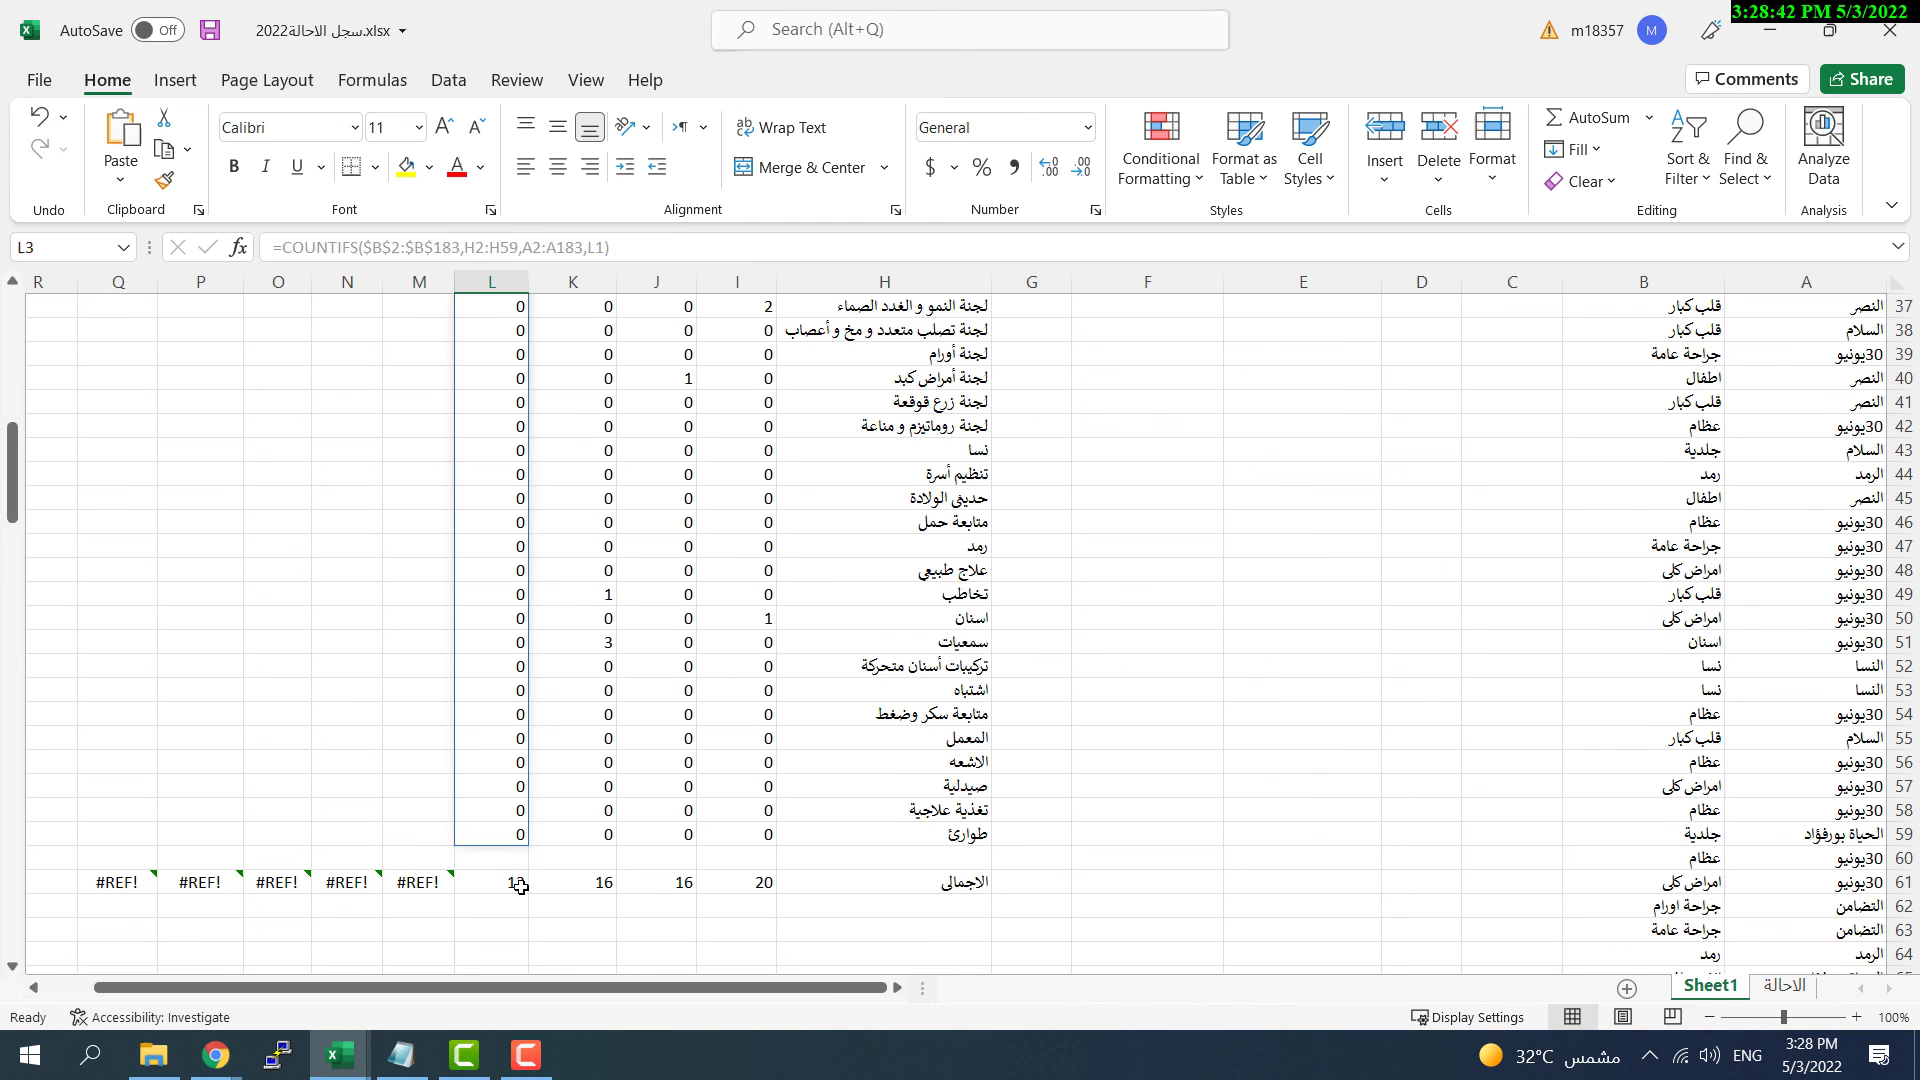 3:28:42 PM 5/3/2022
AutoSave Off سجل الاحالة2022.xlsx Search (Alt+Q) m18357 M
File Home Insert Page Layout Formulas Data Review View Help Comments Share
Paste Calibri 11 Wrap Text General AutoSum
B I U Merge & Center $ % Conditional Formatting Format as Table Cell Styles Insert Delete Format Fill Clear Sort & Filter Find & Select Analyze Data
Undo Clipboard Font Alignment Number Styles Cells Editing Analysis
L3 fx =COUNTIFS($B$2:$B$183,H2:H59,A2:A183,L1)
R Q P O N M L K J I H G F E D C B A
0 0 0 2 لجنة النمو و الغدد الصماء قلب كبار النصر 37
0 0 0 0 لجنة تصلب متعدد و مخ و أعصاب قلب كبار السلام 38
0 0 0 0 لجنة أورام جراحة عامة 30يونيو 39
0 0 1 0 لجنة أمراض كبد اطفال النصر 40
0 0 0 0 لجنة زرع قوقعة قلب كبار النصر 41
0 0 0 0 لجنة روماتيزم و مناعة عظام 30يونيو 42
0 0 0 0 نسا جلدية السلام 43
0 0 0 0 تنظيم أسرة رمد الرمد 44
0 0 0 0 حديثى الولادة اطفال النصر 45
0 0 0 0 متابعة حمل عظام 30يونيو 46
0 0 0 0 رمد جراحة عامة 30يونيو 47
0 0 0 0 علاج طبيعي امراض كلى 30يونيو 48
0 1 0 0 تخاطب قلب كبار 30يونيو 49
0 0 0 1 اسنان امراض كلى 30يونيو 50
0 3 0 0 سمعيات اسنان 30يونيو 51
0 0 0 0 تركيبات أسنان متحركة نسا النسا 52
0 0 0 0 اشتباه نسا النسا 53
0 0 0 0 متابعة سكر وضغط عظام 30يونيو 54
0 0 0 0 المعمل قلب كبار السلام 55
0 0 0 0 الاشعه عظام 30يونيو 56
0 0 0 0 صيدلية امراض كلى 30يونيو 57
0 0 0 0 تغذية علاجية عظام 30يونيو 58
0 0 0 0 طوارئ جلدية الحياة بورفؤاد 59
عظام 30يونيو 60
#REF! #REF! #REF! #REF! #REF! 16 16 20 الاجمالى امراض كلى 30يونيو 61
جراحة اورام التضامن 62
جراحة عامة التضامن 63
رمد الرمد 64
Sheet1 الاحالة
Ready Accessibility: Investigate Display Settings 100%
32°C مشمس ENG 3:28 PM
5/3/2022